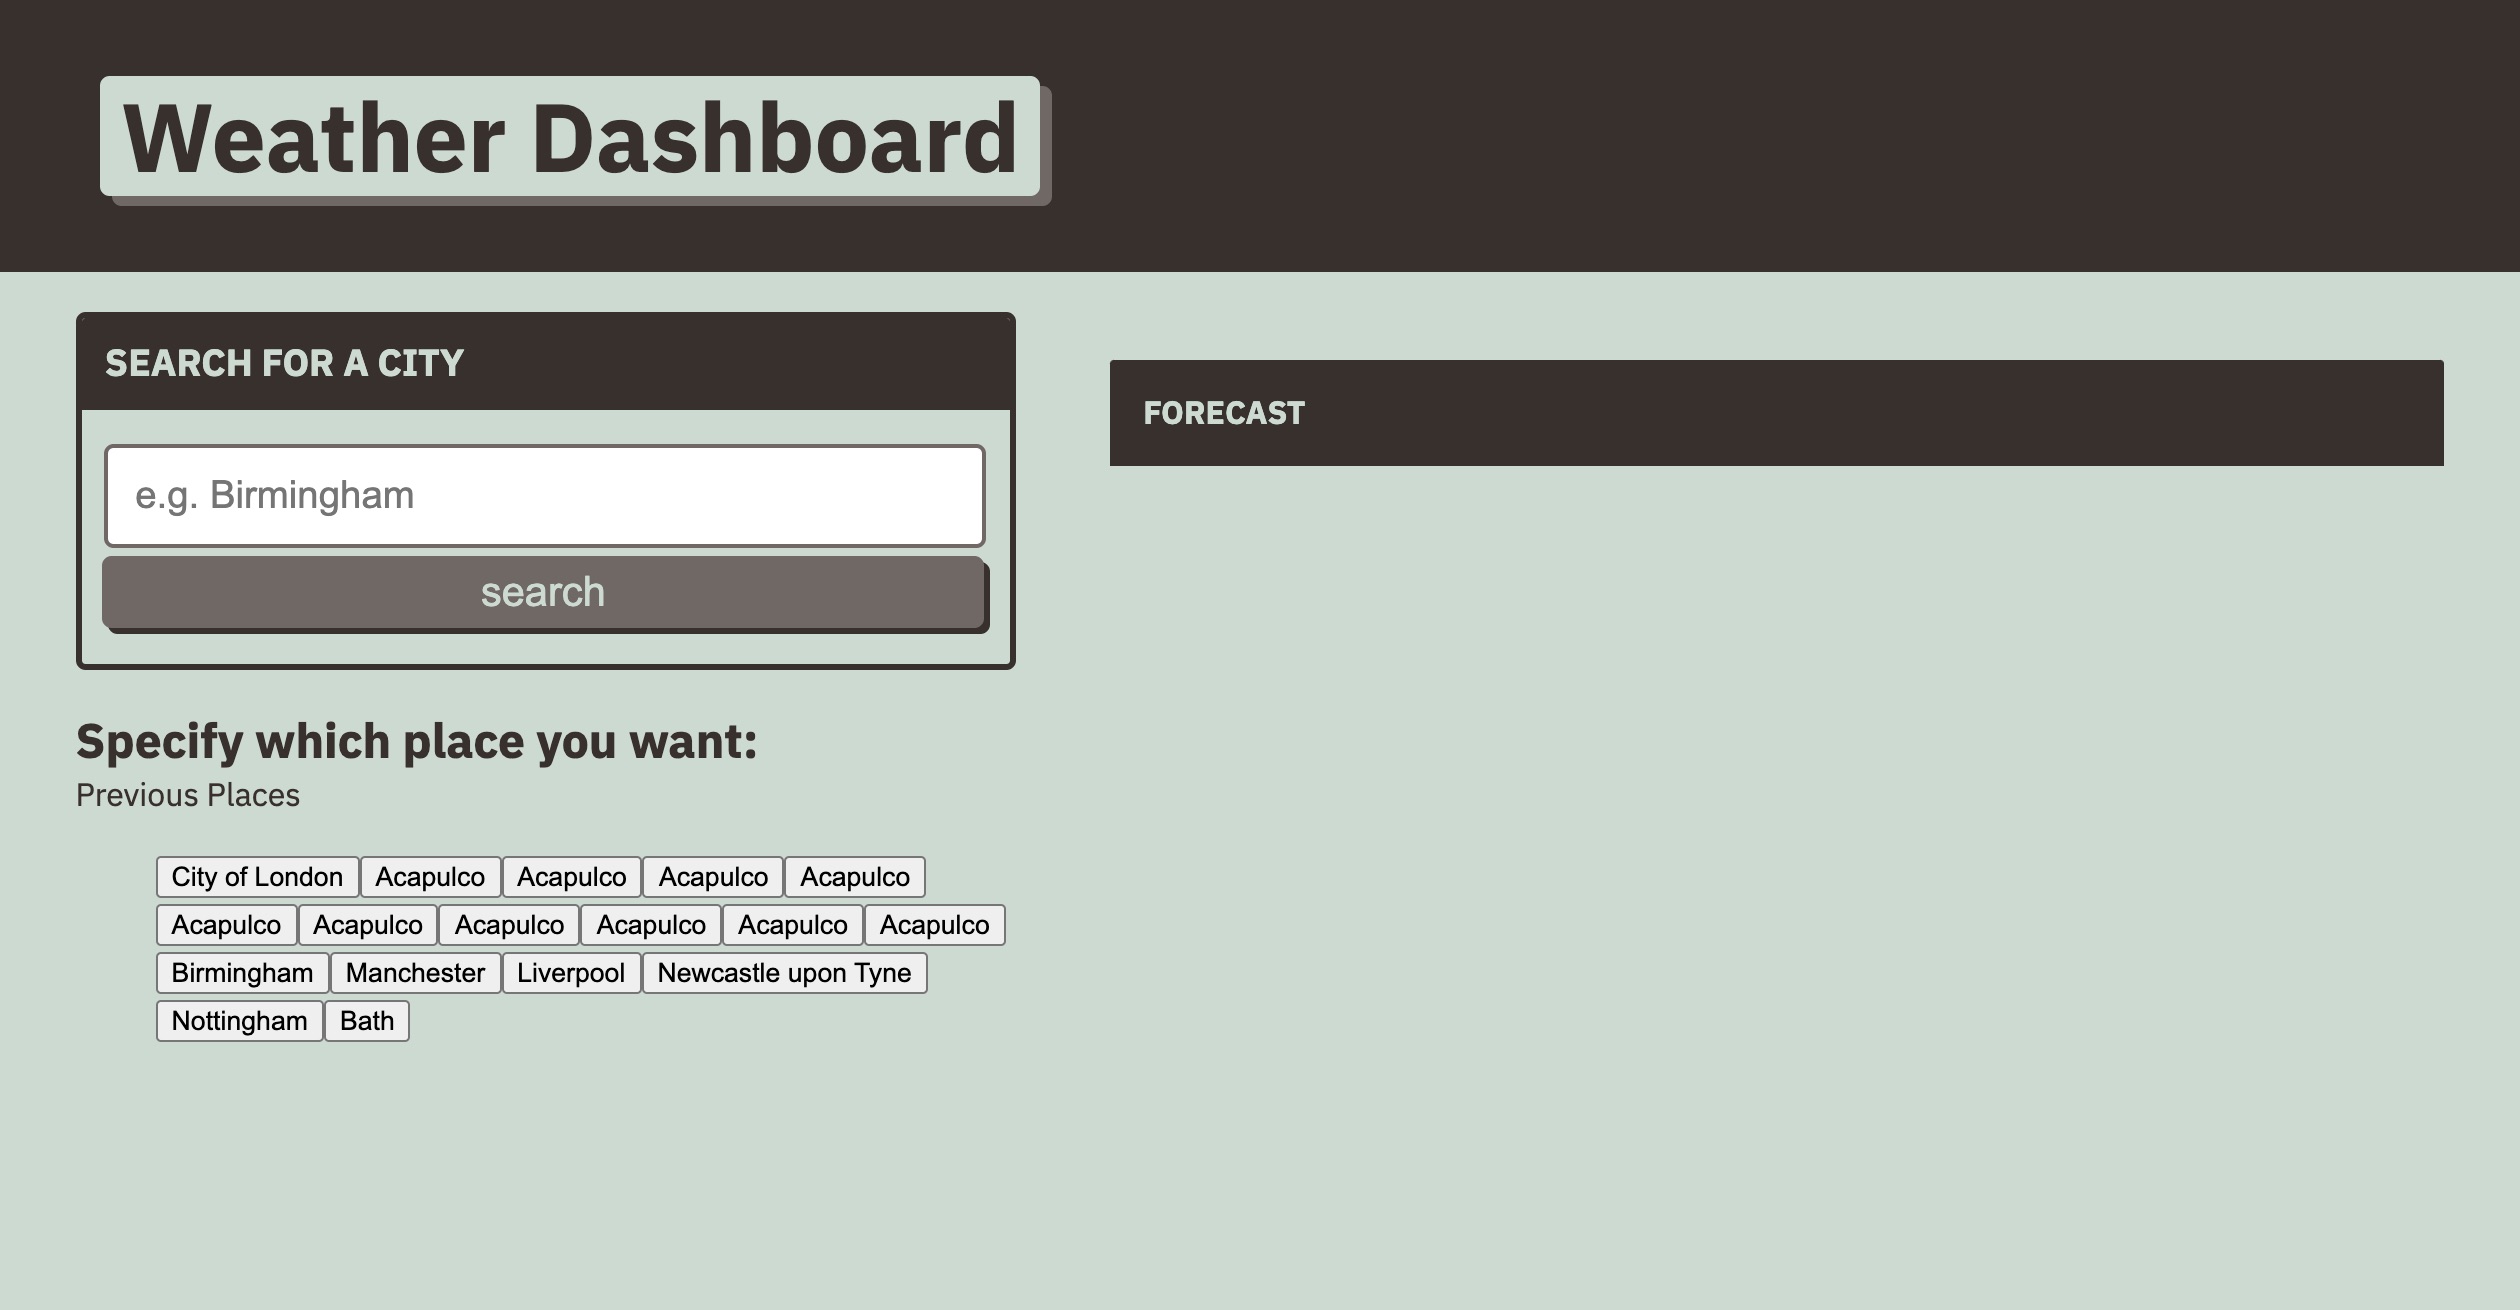 Weather Dashboard
SEARCH FOR A CITY
e.g. Birmingham
search
Specify which place you want:
Previous Places
City of London Acapulco Acapulco Acapulco Acapulco
Acapulco Acapulco Acapulco Acapulco Acapulco Acapulco
Birmingham Manchester Liverpool Newcastle upon Tyne
Nottingham Bath
FORECAST